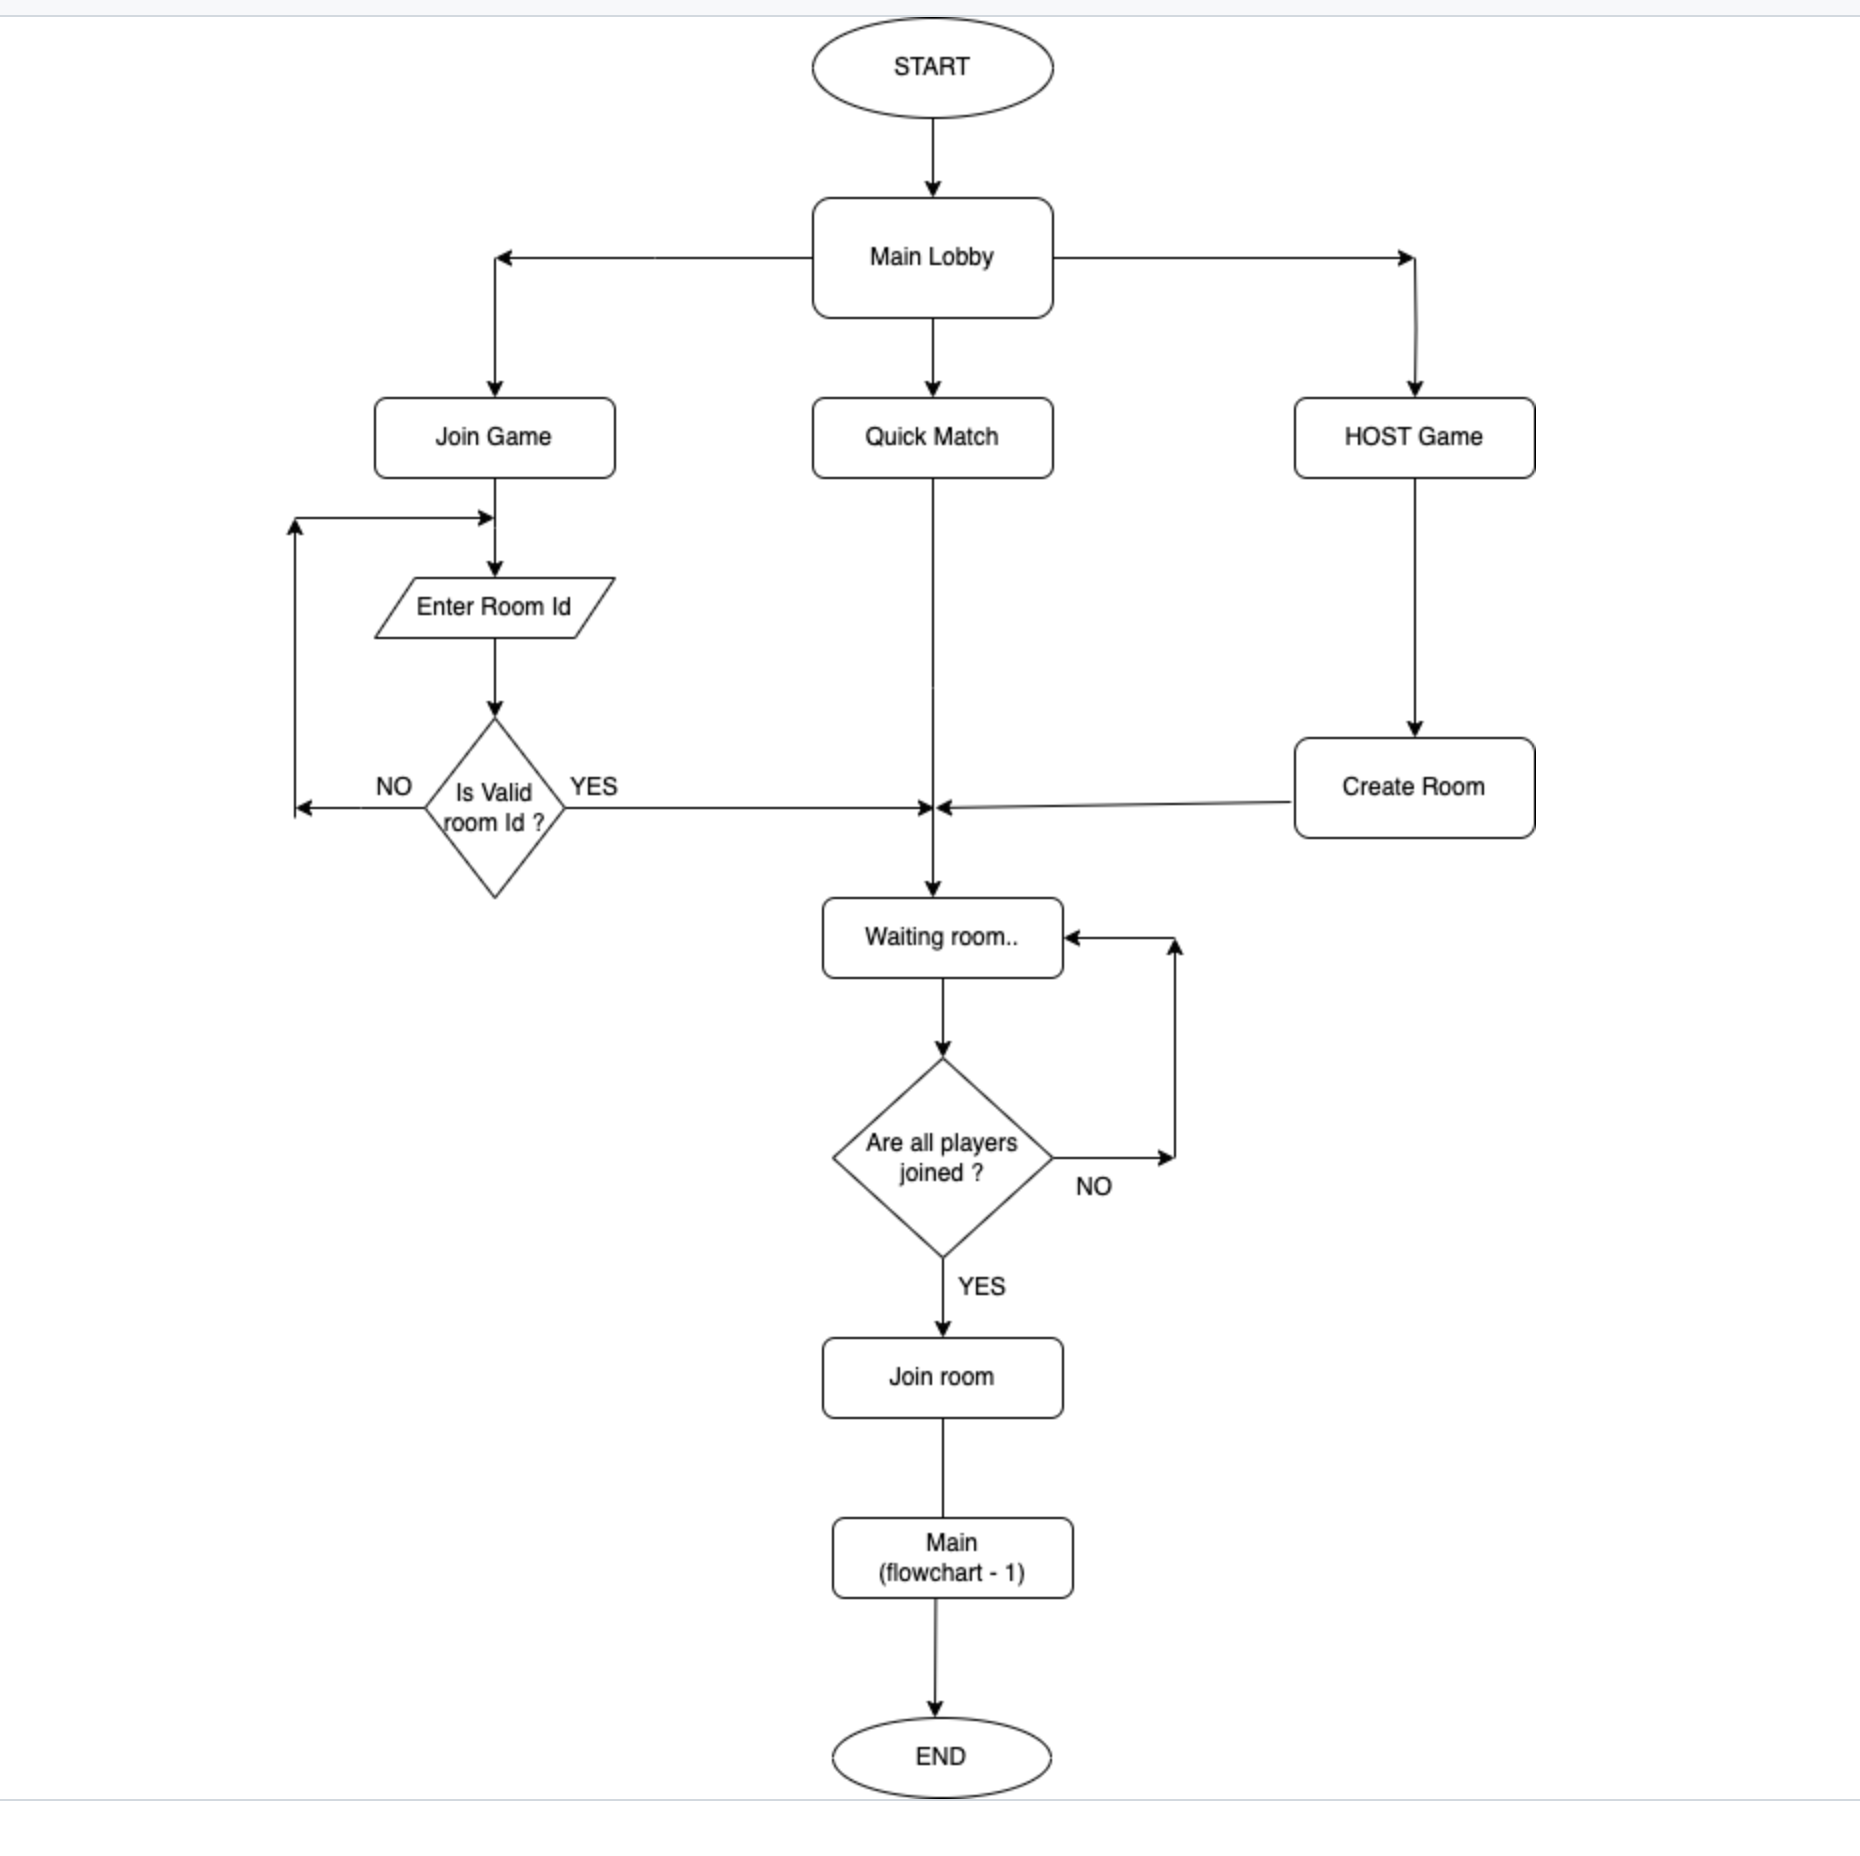 START
Main Lobby
Join Game
Quick Match
HOST Game
Enter Room Id
NO
Is Valid
room Id ?
YES
Create Room
Waiting room..
Are all players
joined ?
NO
YES
Join room
Main
(flowchart - 1)
END